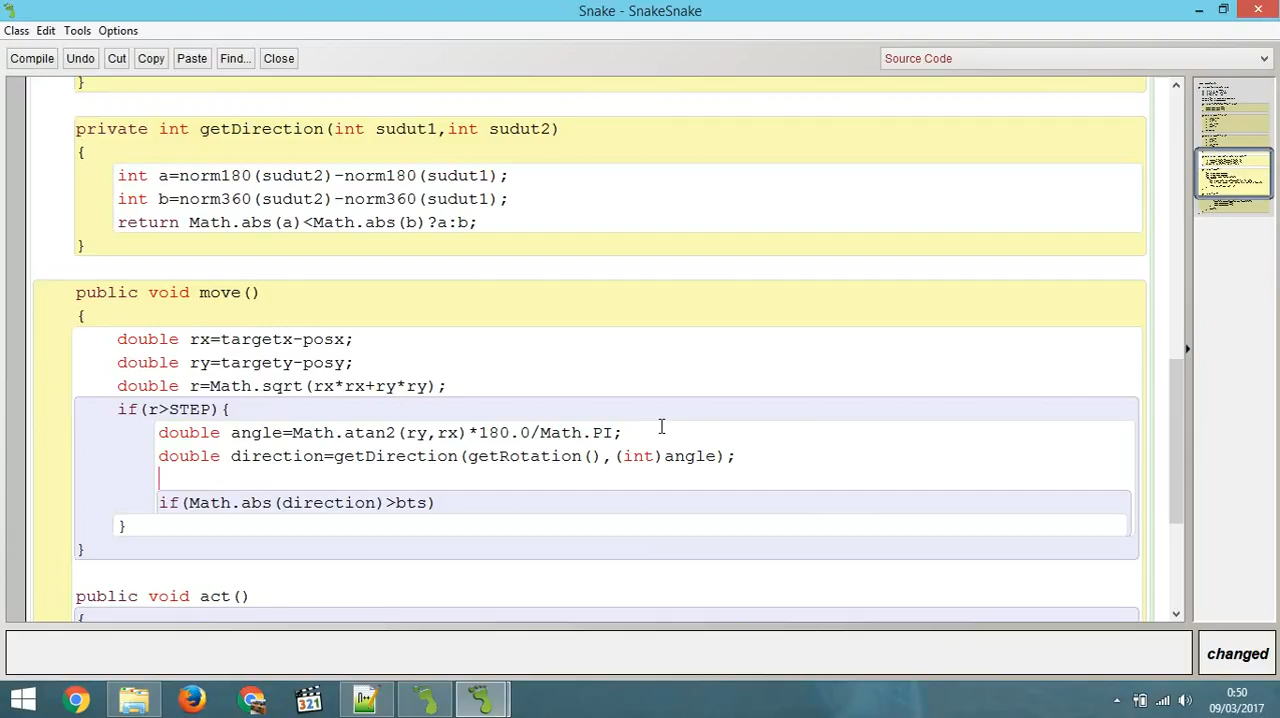 Snake - SnakeSnake
Class Edit Tools Options
Compile Undo Cut Copy Paste Find... Close Source Code
}
private int getDirection(int sudut1,int sudut2)
{
int a=norm180(sudut2)-norm180(sudut1);
int b=norm360(sudut2)-norm360(sudut1);
return Math.abs(a)<Math.abs(b)?a:b;
}
public void move()
{
double rx=targetx-posx;
double ry=targety-posy;
double r=Math.sqrt(rx*rx+ry*ry);
if(r>STEP){
double angle=Math.atan2(ry,rx)*180.0/Math.PI;
double direction=getDirection(getRotation(),(int)angle);
if(Math.abs(direction)>bts)
}
}
public void act()
{
changed
321
0:50
09/03/2017